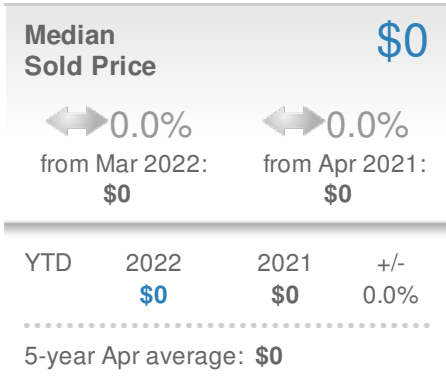 Median $0
Sold Price
0.0% 0.0%
from Mar 2022: from Apr 2021:
$0 $0
YTD 2022 2021 +/-
$0 $0 0.0%
5-year Apr average: $0